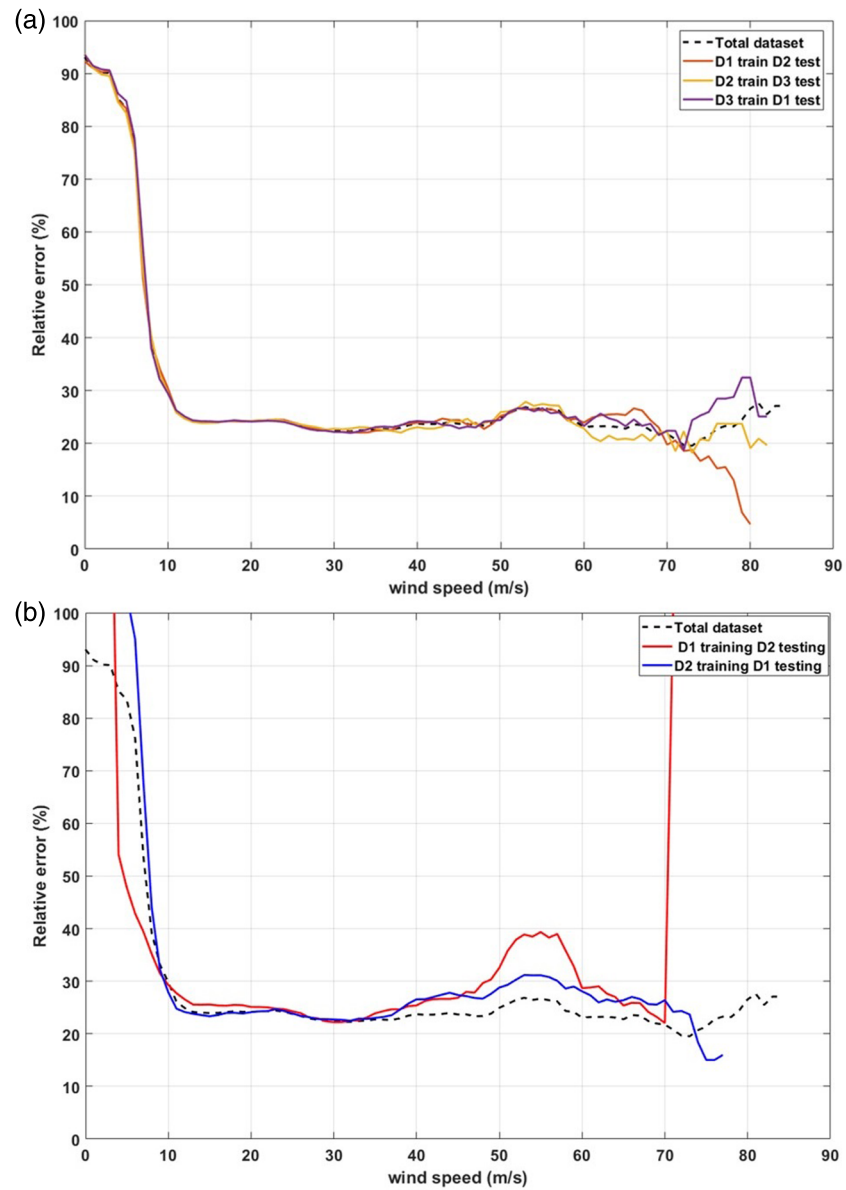 (a)
100
90
80
70
60
50
40
30
20
10
0
Relative error (%)
Total dataset
D1 train D2 test
D2 train D3 test
D3 train D1 test
0 10 20 30 40 50 60 70 80 90
wind speed (m/s)
(b)
100
90
80
70
60
50
40
30
20
10
0
Relative error (%)
Total dataset
D1 training D2 testing
D2 training D1 testing
0 10 20 30 40 50 60 70 80 90
wind speed (m/s)